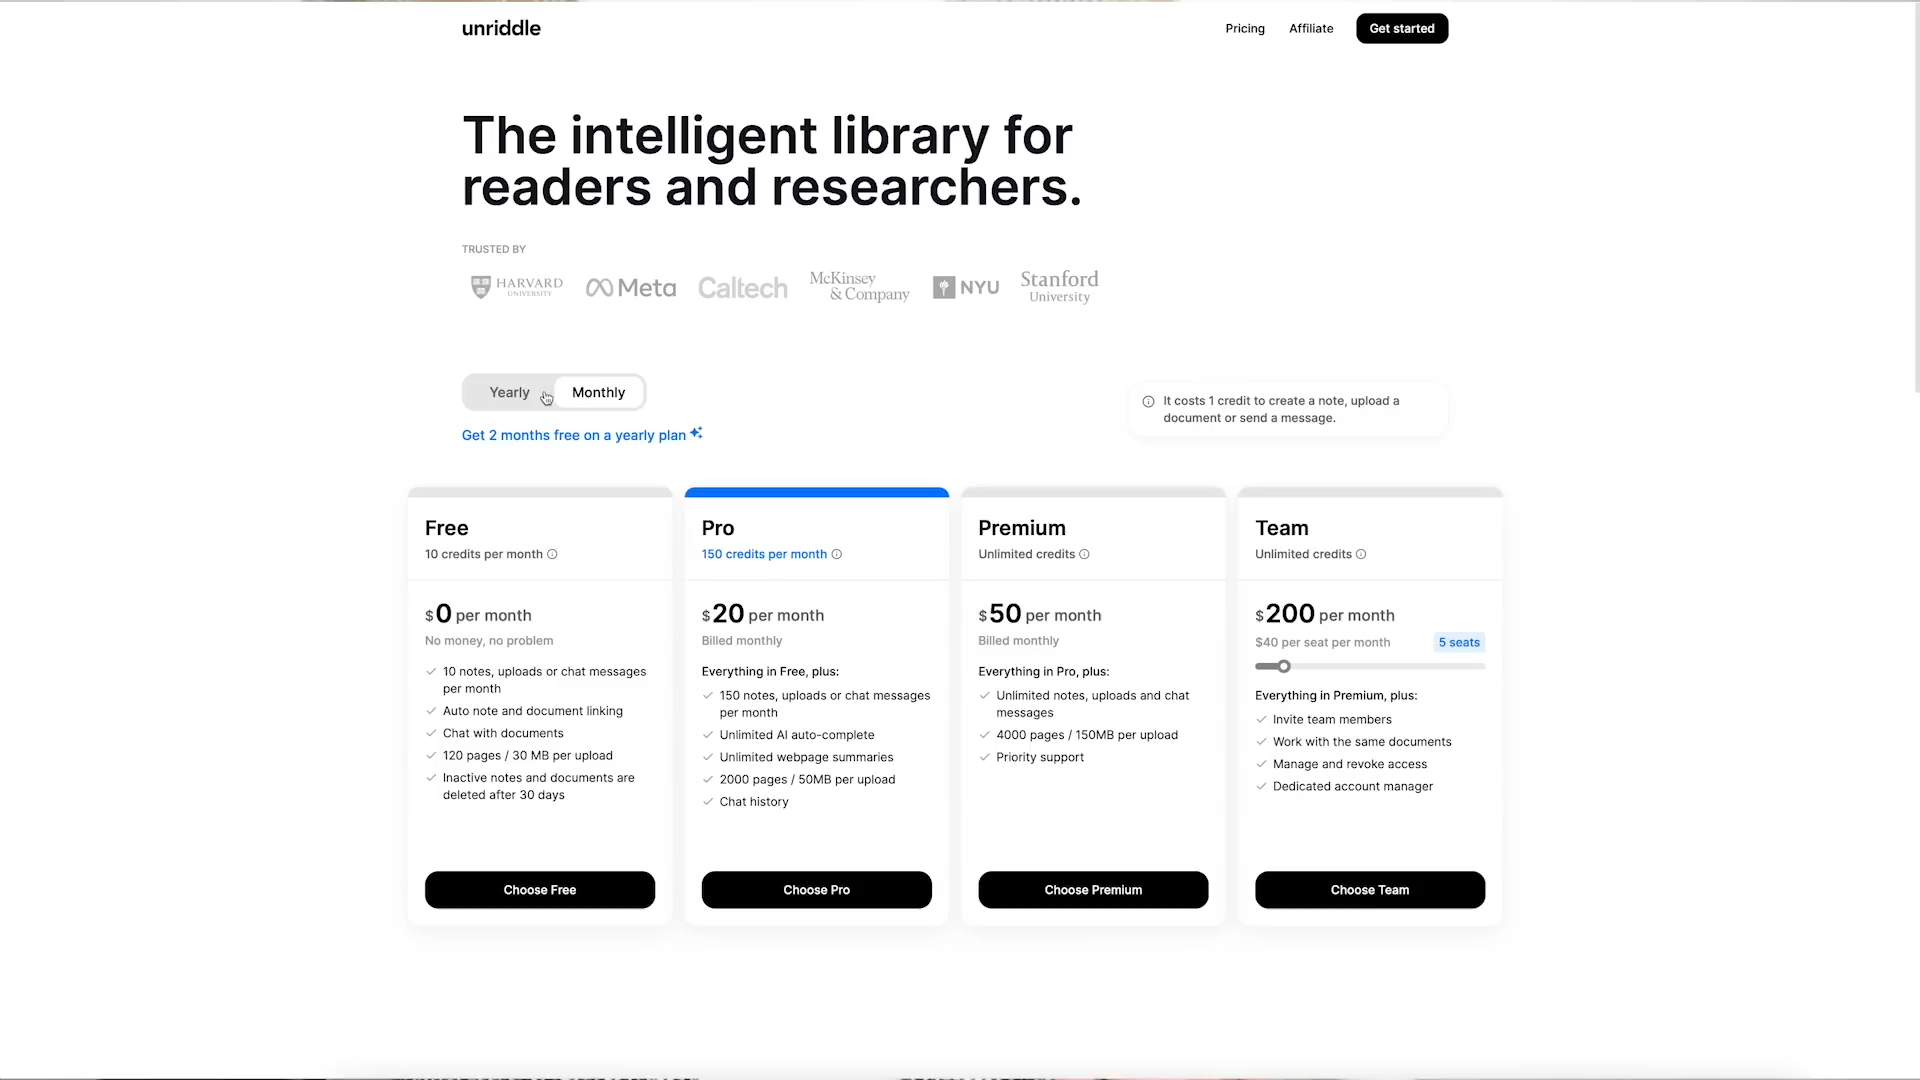 unriddle
Pricing
Affiliate
Get started
The intelligent library for
readers and researchers.
TRUSTED BY
HARVARD
UNIVERSITY
Meta
Caltech
McKinsey
& Company
NYU
Stanford
University
Yearly
Monthly
Get 2 months free on a yearly plan
It costs 1 credit to create a note, upload a
document or send a message.
Free
10 credits per month
$0 per month
No money, no problem
10 notes, uploads or chat messages
per month
Auto note and document linking
Chat with documents
120 pages / 30 MB per upload
Inactive notes and documents are
deleted after 30 days
Choose Free
Pro
150 credits per month
$20 per month
Billed monthly
Everything in Free, plus:
150 notes, uploads or chat messages
per month
Unlimited AI auto-complete
Unlimited webpage summaries
2000 pages / 50MB per upload
Chat history
Choose Pro
Premium
Unlimited credits
$50 per month
Billed monthly
Everything in Pro, plus:
Unlimited notes, uploads and chat
messages
4000 pages / 150MB per upload
Priority support
Choose Premium
Team
Unlimited credits
$200 per month
$40 per seat per month
5 seats
Everything in Premium, plus:
Invite team members
Work with the same documents
Manage and revoke access
Dedicated account manager
Choose Team